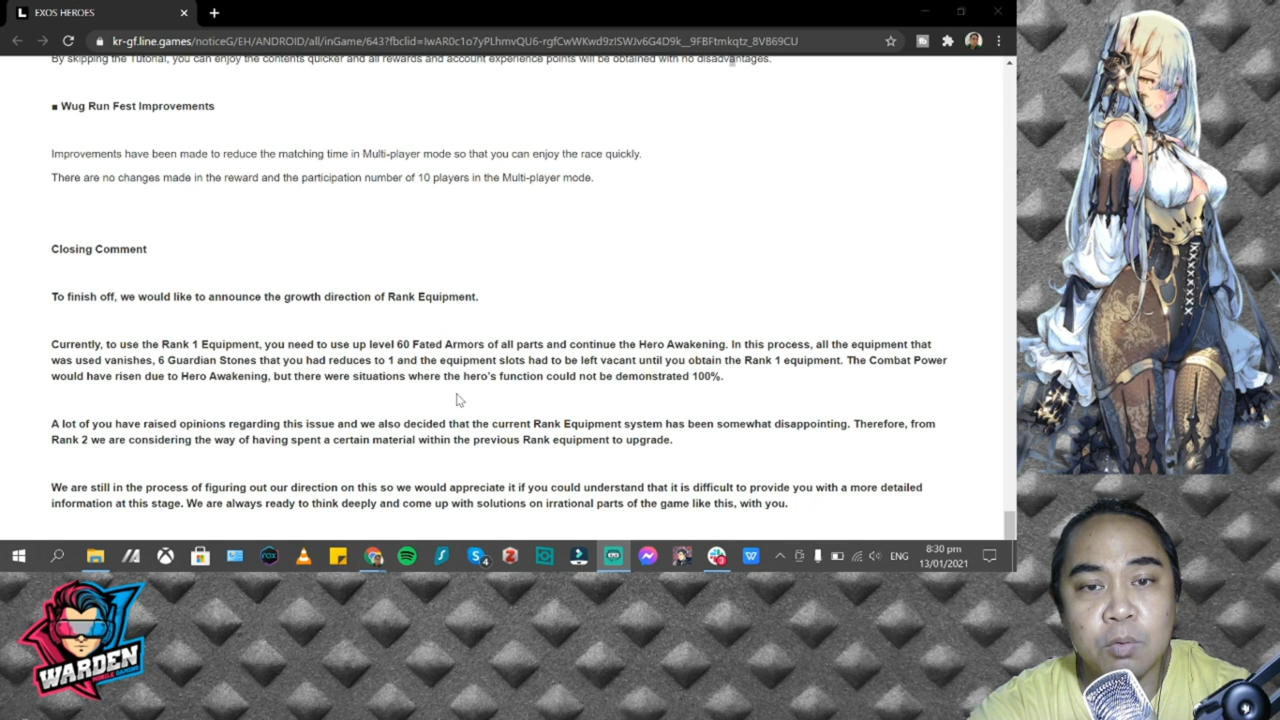 EXOS HEROES
kr-gf.line.games/noticeG/EH/ANDROID/all/inGame/643?fbclid=IwAR0c1o7yPLhmvQU6-rgfCwWKwd9zISWJv6G4D9k__9FBFtmkqtz_8VB69CU
By skipping the Tutorial, you can enjoy the contents quicker and all rewards and account experience points will be obtained with no disadvantages.
■ Wug Run Fest Improvements
Improvements have been made to reduce the matching time in Multi-player mode so that you can enjoy the race quickly.
There are no changes made in the reward and the participation number of 10 players in the Multi-player mode.
Closing Comment
To finish off, we would like to announce the growth direction of Rank Equipment.
Currently, to use the Rank 1 Equipment, you need to use up level 60 Fated Armors of all parts and continue the Hero Awakening. In this process, all the equipment that
was used vanishes, 6 Guardian Stones that you had reduces to 1 and the equipment slots had to be left vacant until you obtain the Rank 1 equipment. The Combat Power
would have risen due to Hero Awakening, but there were situations where the hero's function could not be demonstrated 100%.
A lot of you have raised opinions regarding this issue and we also decided that the current Rank Equipment system has been somewhat disappointing. Therefore, from
Rank 2 we are considering the way of having spent a certain material within the previous Rank equipment to upgrade.
We are still in the process of figuring out our direction on this so we would appreciate it if you could understand that it is difficult to provide you with a more detailed
information at this stage. We are always ready to think deeply and come up with solutions on irrational parts of the game like this, with you.
ENG
8:30 pm
13/01/2021
WARDEN
MOBILE GAMING